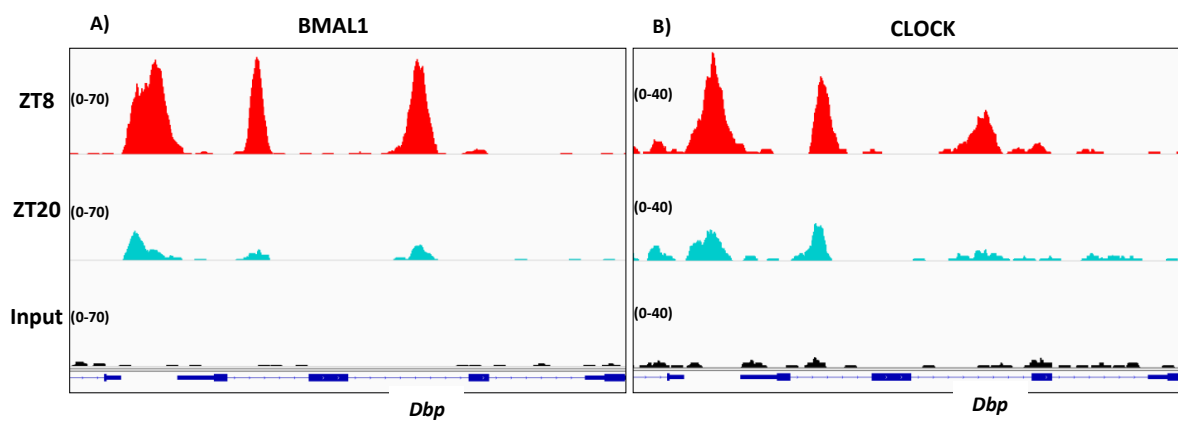 A) BMAL1
B) CLOCK
ZT8 (0-70) (0-40)
ZT20 (0-70) (0-40)
Input (0-70) (0-40)
Dbp Dbp